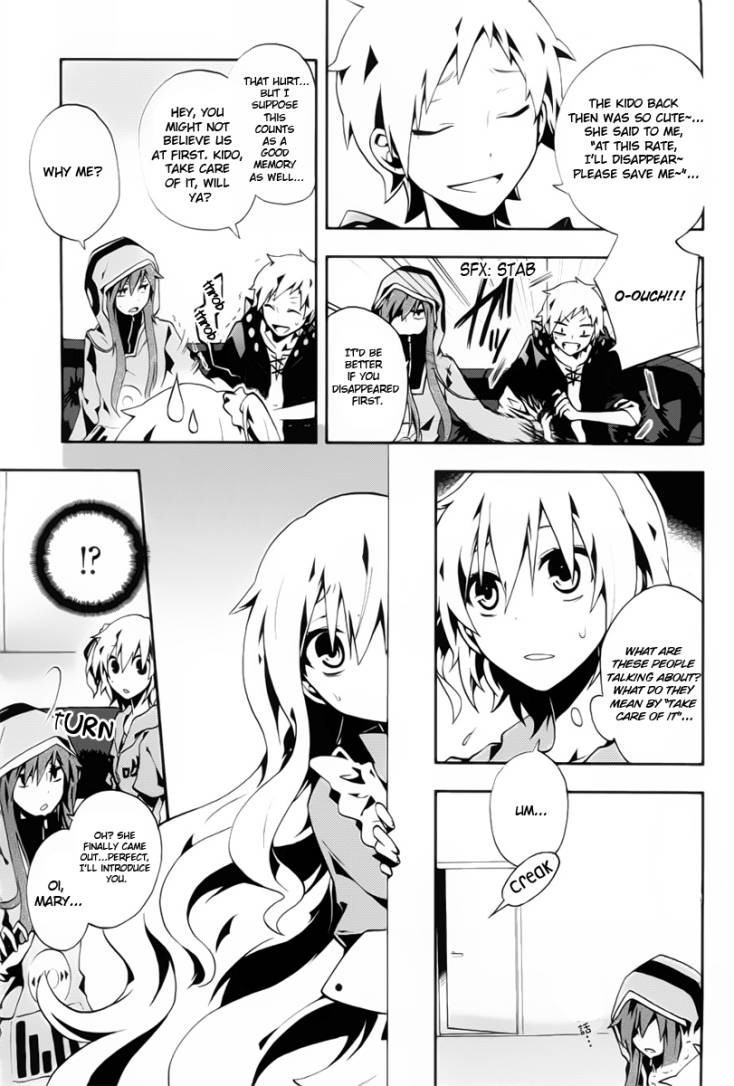 THE KIDO BACK
THEN WAS SO CUTE~...
SHE SAID TO ME,
"AT THIS RATE,
I'LL DISAPPEAR~
PLEASE SAVE ME~"...
O-OUCH!!!
SFX: STAB
IT'D BE
BETTER
IF YOU
DISAPPEARED
FIRST.
THAT HURT...
BUT I
SUPPOSE
THIS
COUNTS
AS A
GOOD
MEMORY
AS WELL...
HEY, YOU
MIGHT NOT
BELIEVE US
AT FIRST. KIDO,
TAKE CARE
OF IT, WILL
YA?
WHY ME?
throb
throb
WHAT ARE
THESE PEOPLE
TALKING ABOUT?
WHAT DO THEY
MEAN BY "TAKE
CARE OF IT"...
UM...
creak
話...
!?
TURN
OH? SHE
FINALLY CAME
OUT...PERFECT,
I'LL INTRODUCE
YOU.
OI,
MARY...